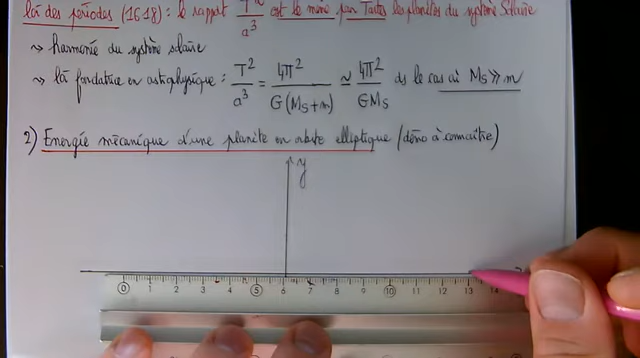 Loi des périodes (1618) : le rapport T²/a³ est le même pour Toutes les planètes du système Solaire
↝ harmonie du système solaire
↝ loi fondatrice en astrophysique : T²/a³ = 4π²/G(M_S+m) ≃ 4π²/GM_S ds le cas où M_S ≫ m
2) Energie mécanique d'une planète en orbite elliptique (démo à connaître)
y
0 1 2 3 4 5 6 7 8 9 10 11 12 13 14